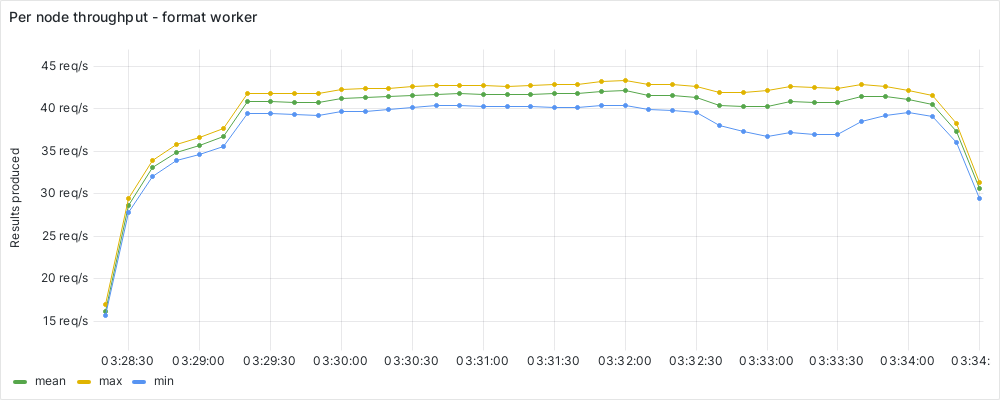 Per node throughput - format worker
Results produced
45 req/s
40 req/s
35 req/s
30 req/s
25 req/s
20 req/s
15 req/s
03:28:30 03:29:00 03:29:30 03:30:00 03:30:30 03:31:00 03:31:30 03:32:00 03:32:30 03:33:00 03:33:30 03:34:00 03:34:
mean max min